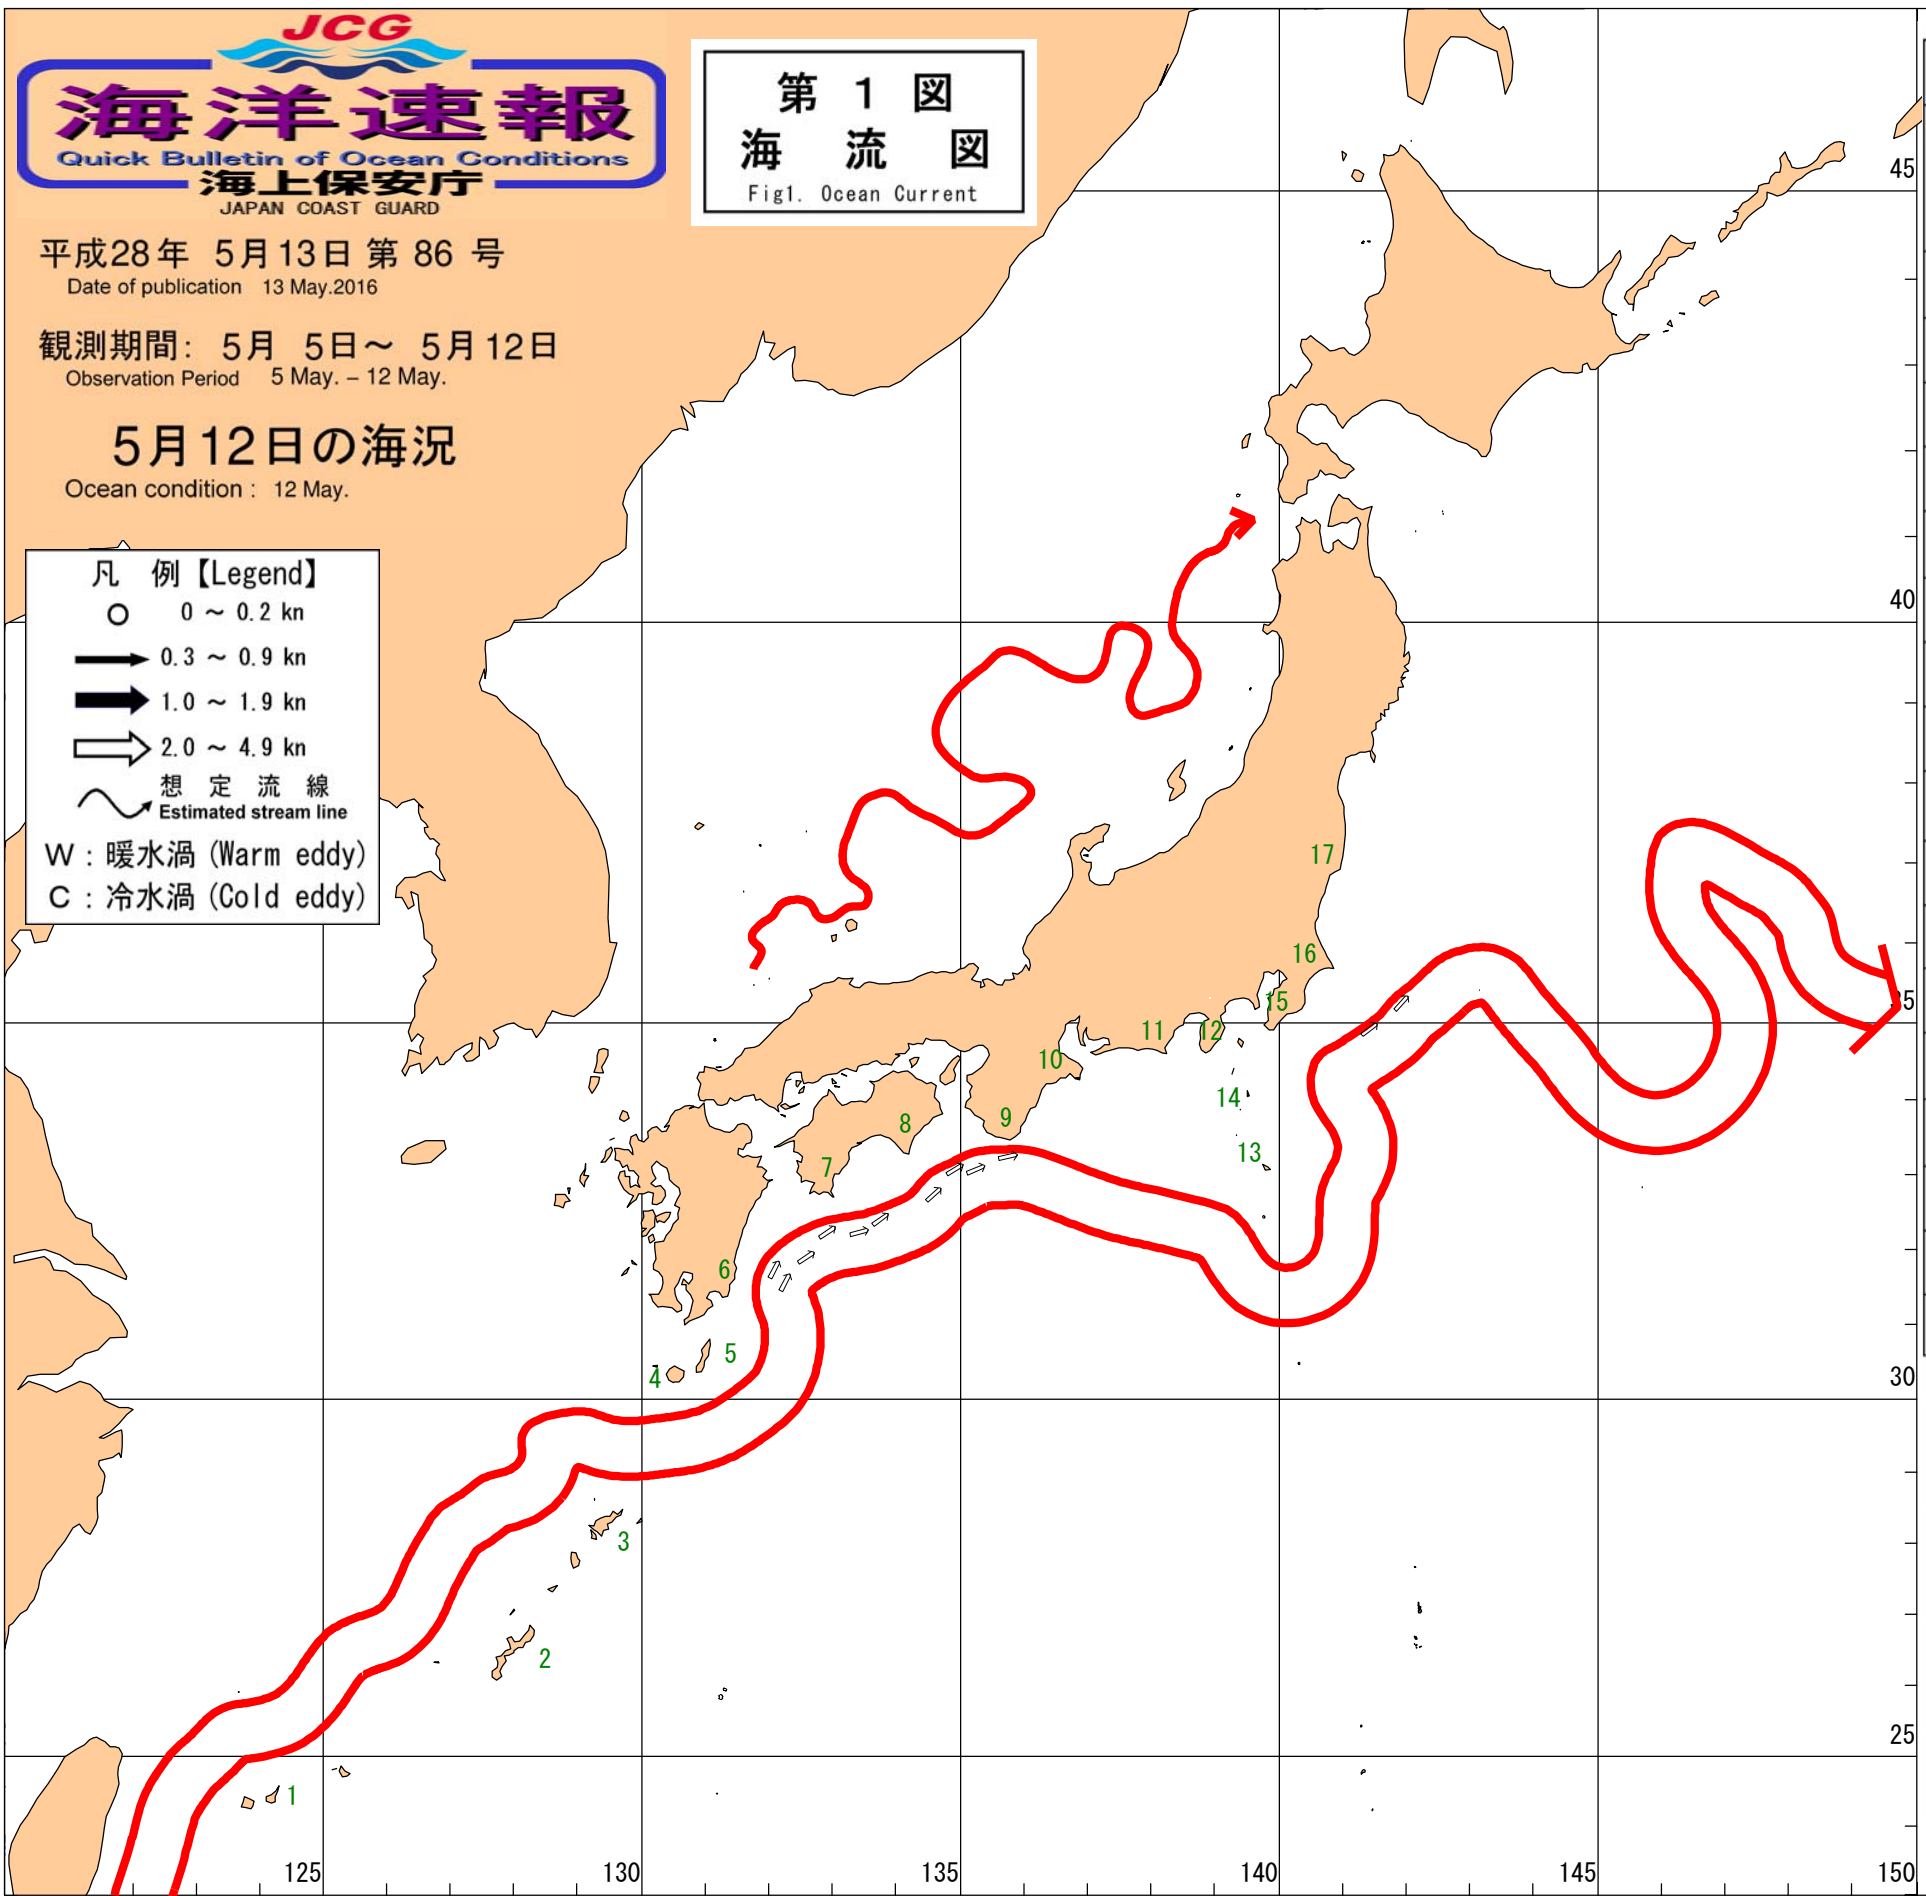 JCG
海洋速報
Quick Bulletin of Ocean Conditions
海上保安庁
JAPAN COAST GUARD
第 1 図
海 流 図
Fig1. Ocean Current
平成28年 5月13日 第 86 号
Date of publication 13 May.2016
観測期間: 5月 5日～ 5月12日
Observation Period 5 May. – 12 May.
5月12日の海況
Ocean condition : 12 May.
凡 例【Legend】
0 ～ 0.2 kn
0.3 ～ 0.9 kn
1.0 ～ 1.9 kn
2.0 ～ 4.9 kn
想 定 流 線
Estimated stream line
W : 暖水渦 (Warm eddy)
C : 冷水渦 (Cold eddy)
45
40
35
30
25
17
16
15
12
11
10
14
13
9
8
7
6
5
4
3
2
1
125
130
135
140
145
150